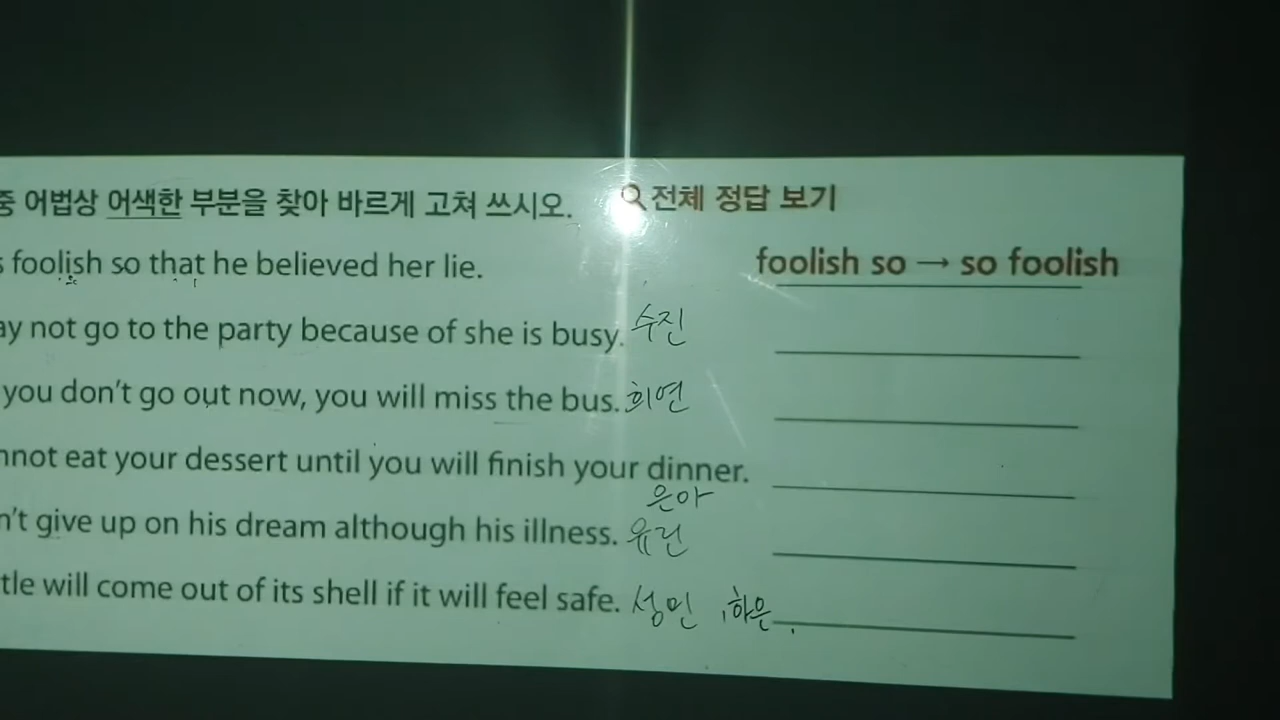 중 어법상 어색한 부분을 찾아 바르게 고쳐 쓰시오. 전체 정답 보기
foolish so that he believed her lie. foolish so → so foolish
ay not go to the party because of she is busy. 수진
you don't go out now, you will miss the bus. 희연
nnot eat your dessert until you will finish your dinner.
은아
n't give up on his dream although his illness. 유린
tle will come out of its shell if it will feel safe. 성민 하은